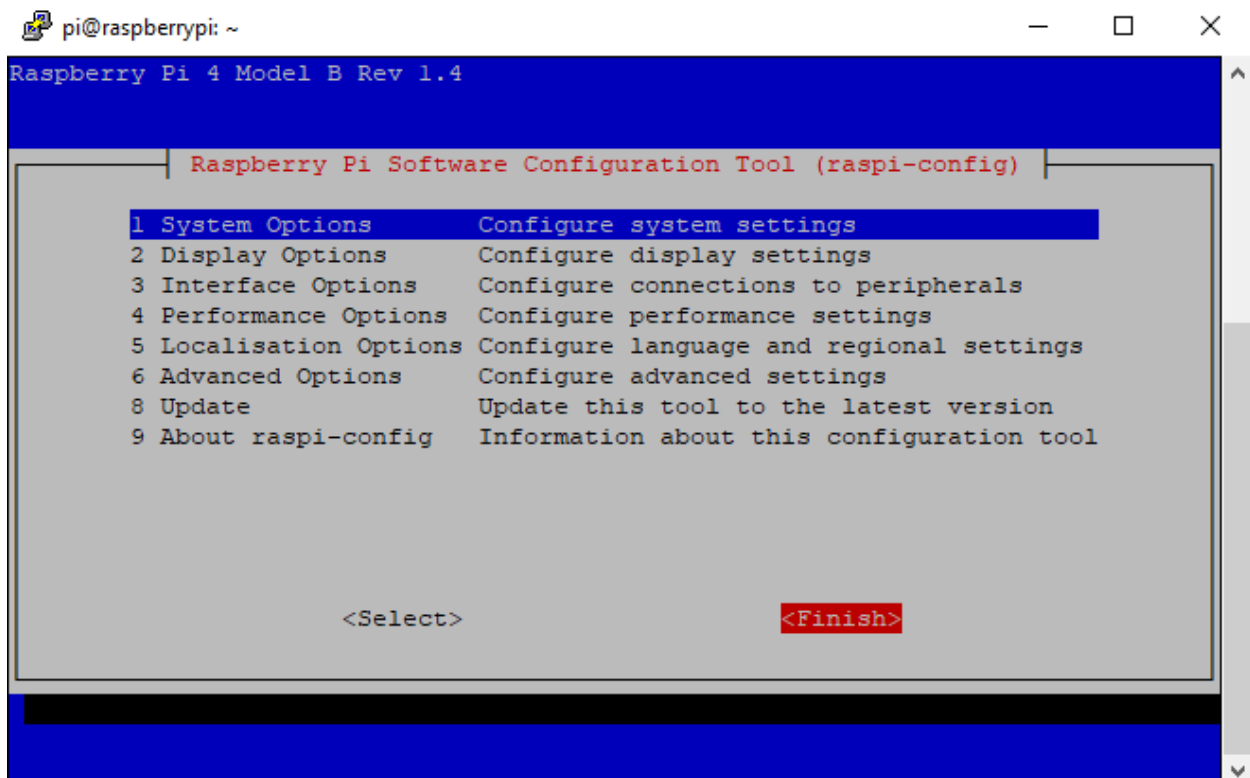 pi@raspberrypi: ~
Raspberry Pi 4 Model B Rev 1.4
Raspberry Pi Software Configuration Tool (raspi-config)
1 System Options Configure system settings
2 Display Options Configure display settings
3 Interface Options Configure connections to peripherals
4 Performance Options Configure performance settings
5 Localisation Options Configure language and regional settings
6 Advanced Options Configure advanced settings
8 Update Update this tool to the latest version
9 About raspi-config Information about this configuration tool
<Select> <Finish>